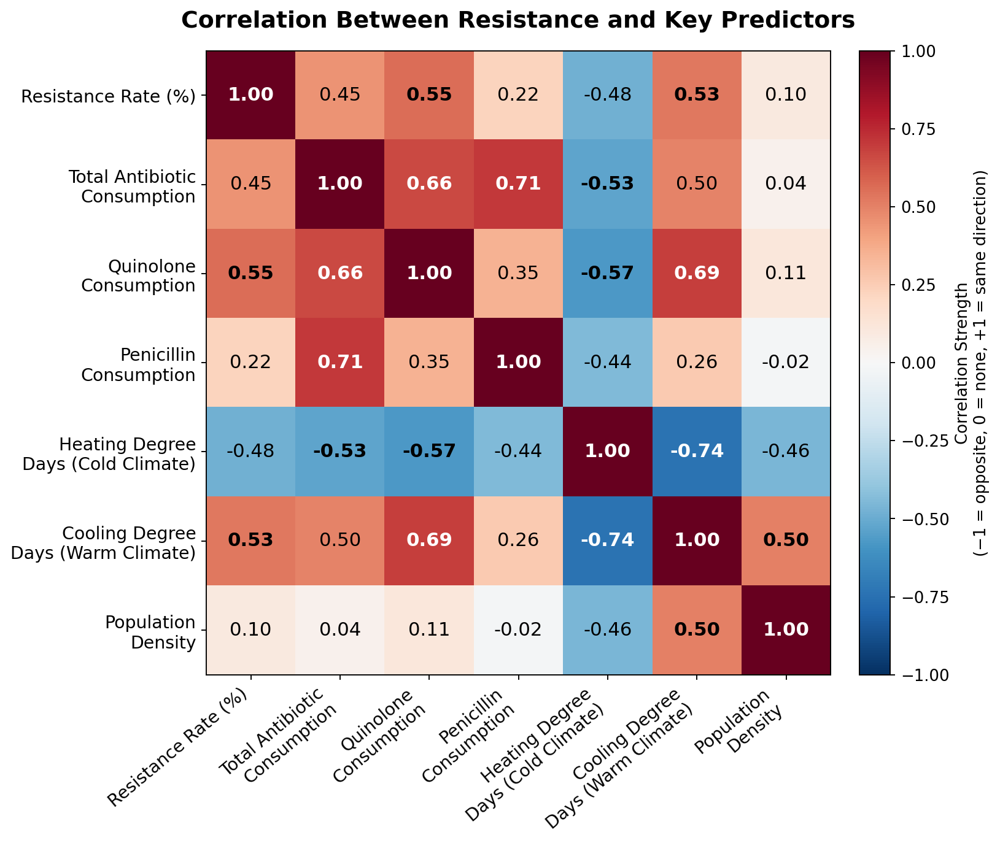 Correlation Between Resistance and Key Predictors
Resistance Rate (%)
1.00 0.45 0.55 0.22 -0.48 0.53 0.10
Total Antibiotic
Consumption
0.45 1.00 0.66 0.71 -0.53 0.50 0.04
Quinolone
Consumption
0.55 0.66 1.00 0.35 -0.57 0.69 0.11
Penicillin
Consumption
0.22 0.71 0.35 1.00 -0.44 0.26 -0.02
Heating Degree
Days (Cold Climate)
-0.48 -0.53 -0.57 -0.44 1.00 -0.74 -0.46
Cooling Degree
Days (Warm Climate)
0.53 0.50 0.69 0.26 -0.74 1.00 0.50
Population
Density
0.10 0.04 0.11 -0.02 -0.46 0.50 1.00
Resistance Rate (%)
Total Antibiotic
Consumption
Quinolone
Consumption
Penicillin
Consumption
Heating Degree
Days (Cold Climate)
Cooling Degree
Days (Warm Climate)
Population
Density
1.00
0.75
0.50
0.25
0.00
−0.25
−0.50
−0.75
−1.00
Correlation Strength
(−1 = opposite, 0 = none, +1 = same direction)